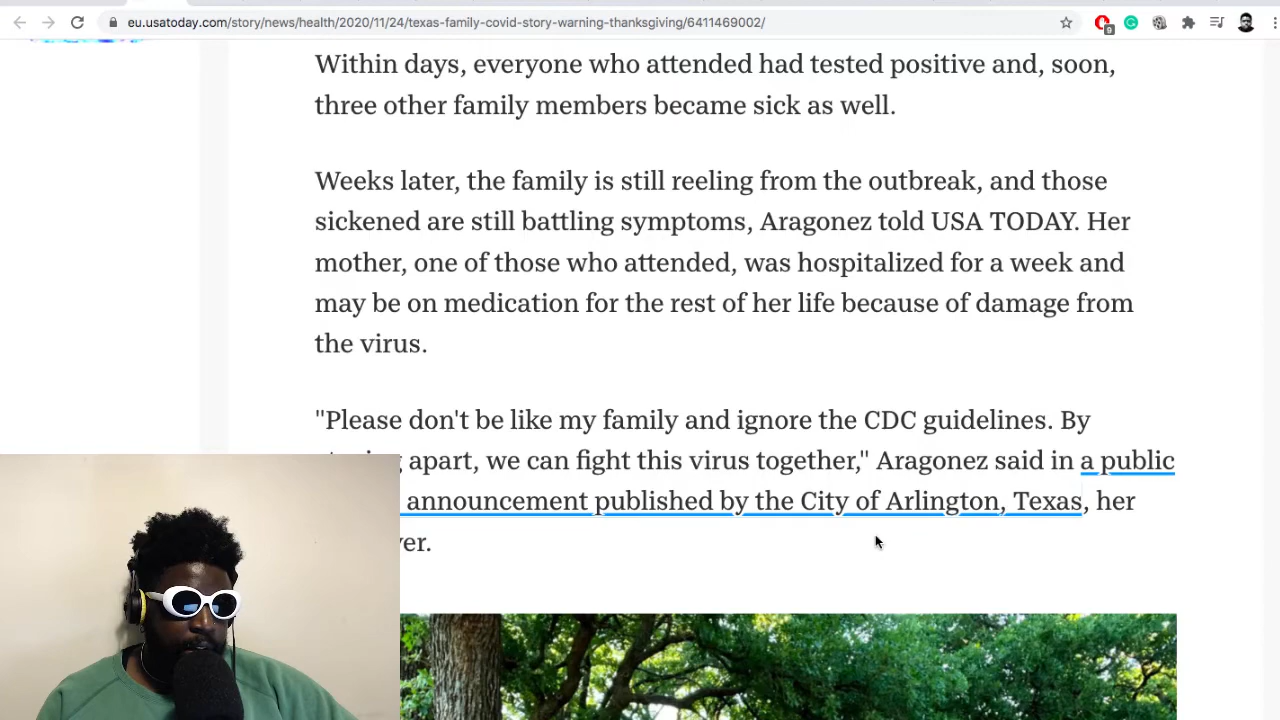 eu.usatoday.com/story/news/health/2020/11/24/texas-family-covid-story-warning-thanksgiving/6411469002/
9
Within days, everyone who attended had tested positive and, soon,
three other family members became sick as well.
Weeks later, the family is still reeling from the outbreak, and those
sickened are still battling symptoms, Aragonez told USA TODAY. Her
mother, one of those who attended, was hospitalized for a week and
may be on medication for the rest of her life because of damage from
the virus.
"Please don't be like my family and ignore the CDC guidelines. By
apart, we can fight this virus together," Aragonez said in a public
announcement published by the City of Arlington, Texas, her